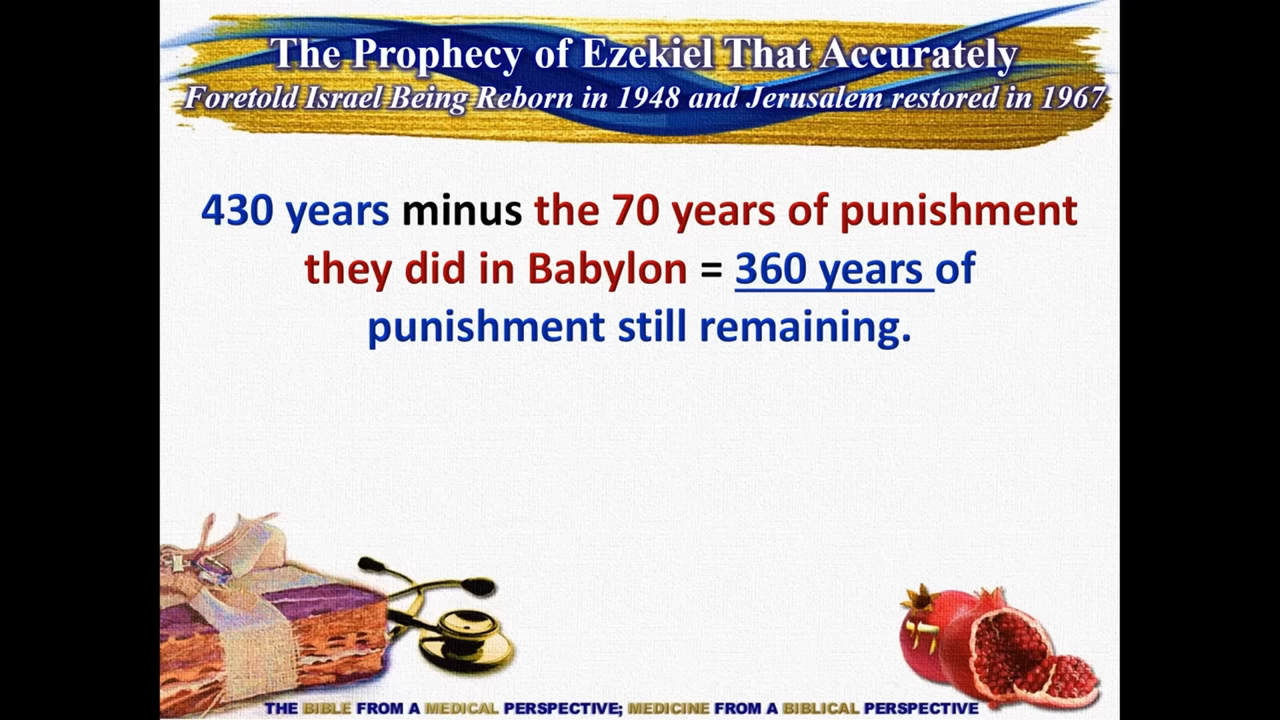 The Prophecy of Ezekiel That Accurately
Foretold Israel Being Reborn in 1948 and Jerusalem restored in 1967
430 years minus the 70 years of punishment
they did in Babylon = 360 years of
punishment still remaining.
חי
THE BIBLE FROM A MEDICAL PERSPECTIVE; MEDICINE FROM A BIBLICAL PERSPECTIVE